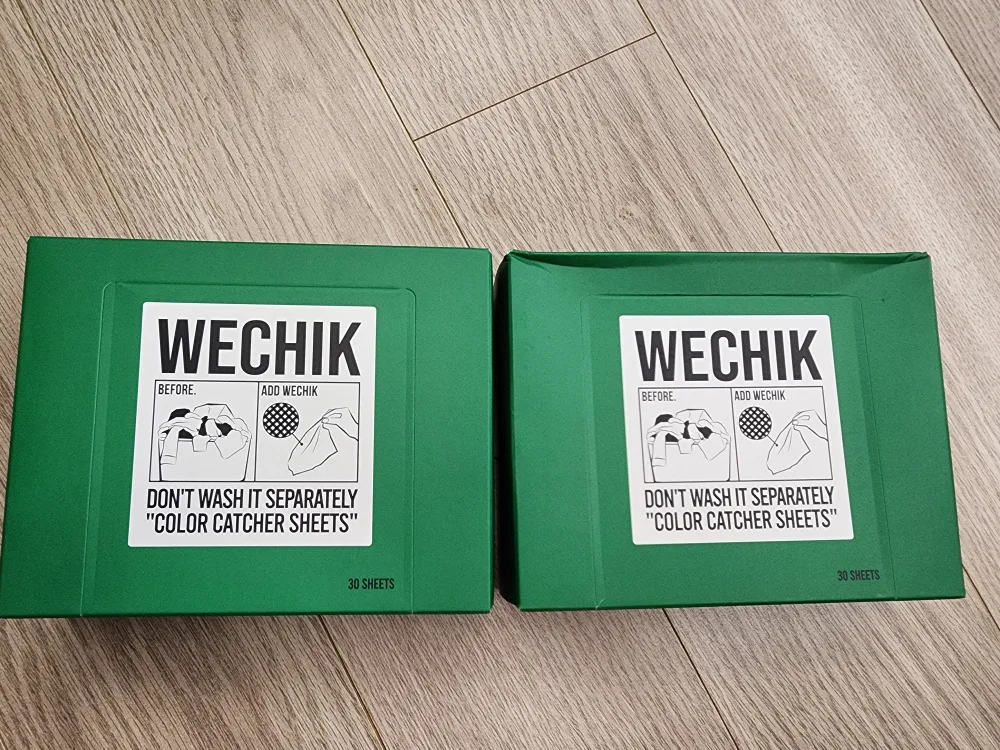 WECHIK
BEFORE.
ADD WECHIK
DON'T WASH IT SEPARATELY
"COLOR CATCHER SHEETS"
30 SHEETS
WECHIK
BEFORE.
ADD WECHIK
DON'T WASH IT SEPARATELY
"COLOR CATCHER SHEETS"
30 SHEETS